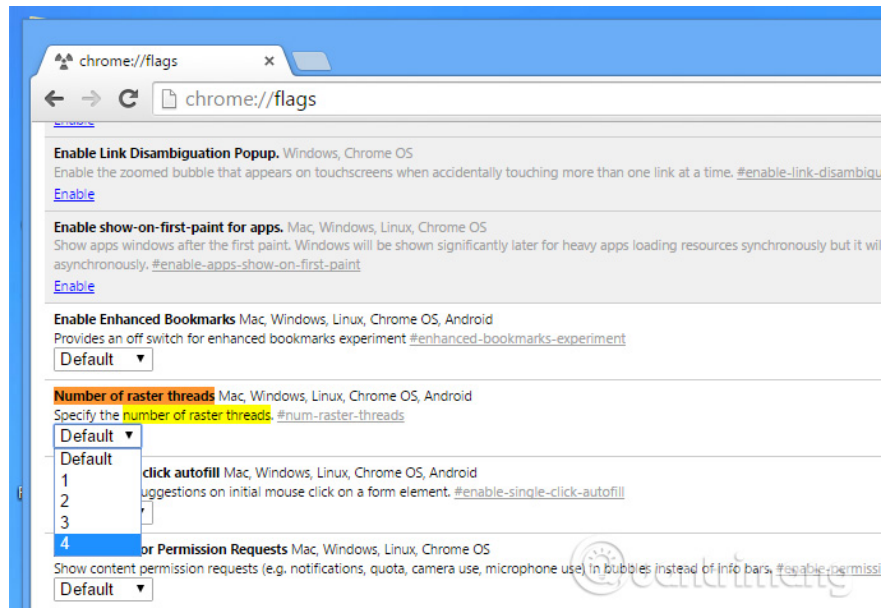 chrome://flags
chrome://flags
Enable
Enable Link Disambiguation Popup. Windows, Chrome OS
Enable the zoomed bubble that appears on touchscreens when accidentally touching more than one link at a time. #enable-link-disambigu
Enable
Enable show-on-first-paint for apps. Mac, Windows, Linux, Chrome OS
Show apps windows after the first paint. Windows will be shown significantly later for heavy apps loading resources synchronously but it wil
asynchronously. #enable-apps-show-on-first-paint
Enable
Enable Enhanced Bookmarks Mac, Windows, Linux, Chrome OS, Android
Provides an off switch for enhanced bookmarks experiment #enhanced-bookmarks-experiment
Default
Number of raster threads Mac, Windows, Linux, Chrome OS, Android
Specify the number of raster threads. #num-raster-threads
Default
Default
1
2
3
4
click autofill Mac, Windows, Linux, Chrome OS, Android
uggestions on initial mouse click on a form element. #enable-single-click-autofill
or Permission Requests Mac, Windows, Linux, Chrome OS
Show content permission requests (e.g. notifications, quota, camera use, microphone use) in bubbles instead of info bars. #enable-permissi
Default
quantrimang